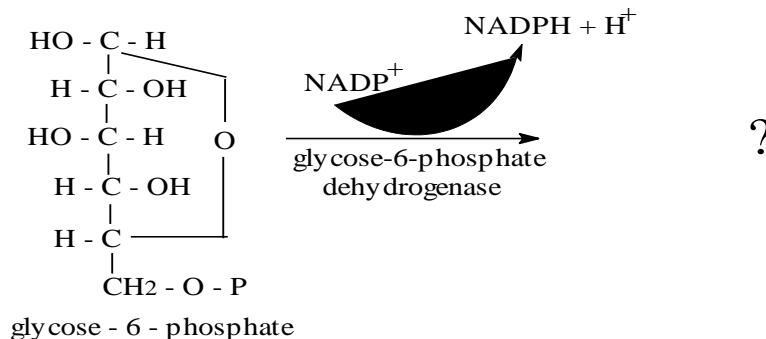 HO - C - H
H - C - OH
HO - C - H
H - C - OH
H - C
CH2 - O - P
O
glycose - 6 - phosphate
NADP+
NADPH + H+
glycose-6-phosphate
dehydrogenase
?